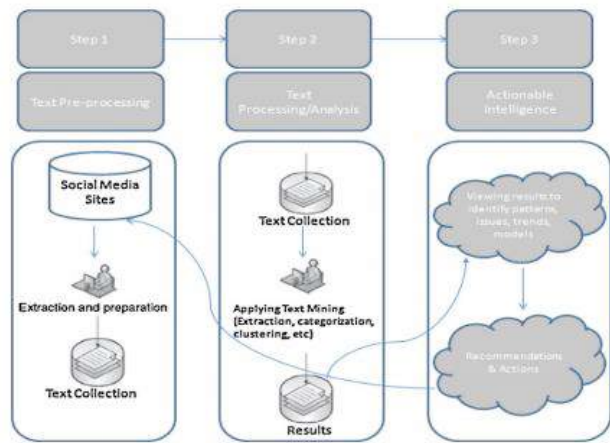 Step 1
Step 2
Step 3
Text Pre-processing
Text
Processing/Analysis
Actionable
Intelligence
Social Media
Sites
Extraction and preparation
Text Collection
Text Collection
Applying Text Mining
(Extraction, categorization,
clustering, etc)
Results
Viewing results to
identify patterns,
issues, trends,
models
Recommendations
& Actions